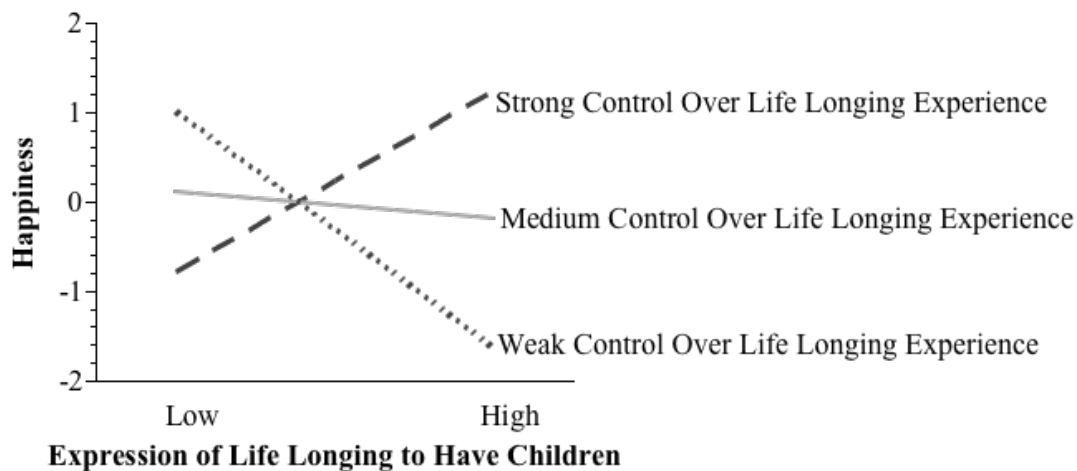 2
1
Strong Control Over Life Longing Experience
Happiness
0
Medium Control Over Life Longing Experience
-1
Weak Control Over Life Longing Experience
-2
Low High
Expression of Life Longing to Have Children